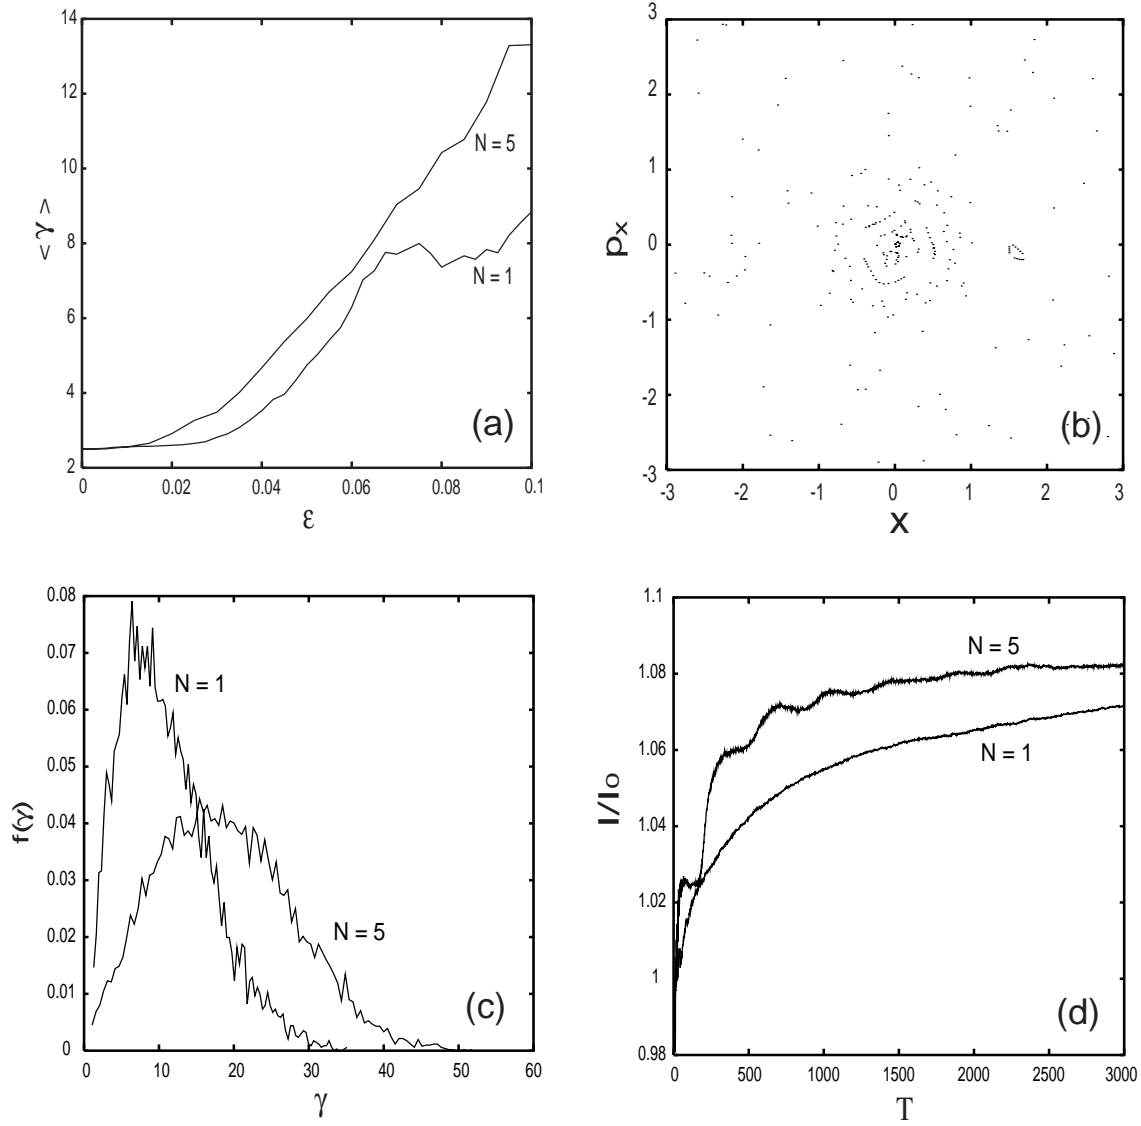 14
12
10
8
6
4
2
< γ >
N = 5
N = 1
(a)
0 0.02 0.04 0.06 0.08 0.1
ε
3
2
1
0
-1
-2
-3
px
(b)
-3 -2 -1 0 1 2 3
x
0.08
0.07
0.06
0.05
0.04
0.03
0.02
0.01
0
f(γ)
N = 1
N = 5
(c)
0 10 20 30 40 50 60
γ
1.1
1.08
1.06
1.04
1.02
1
0.98
I/Io
N = 5
N = 1
(d)
0 500 1000 1500 2000 2500 3000
T